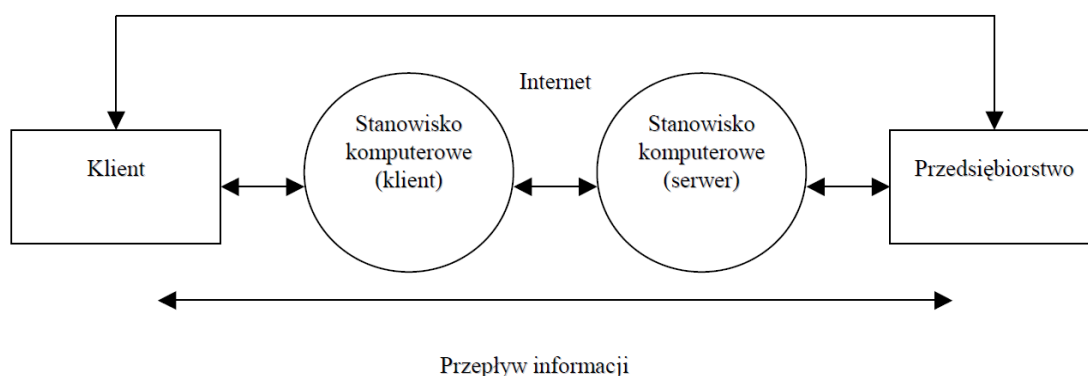 Internet
Klient
Stanowisko
komputerowe
(klient)
Stanowisko
komputerowe
(serwer)
Przedsiębiorstwo
Przepływ informacji